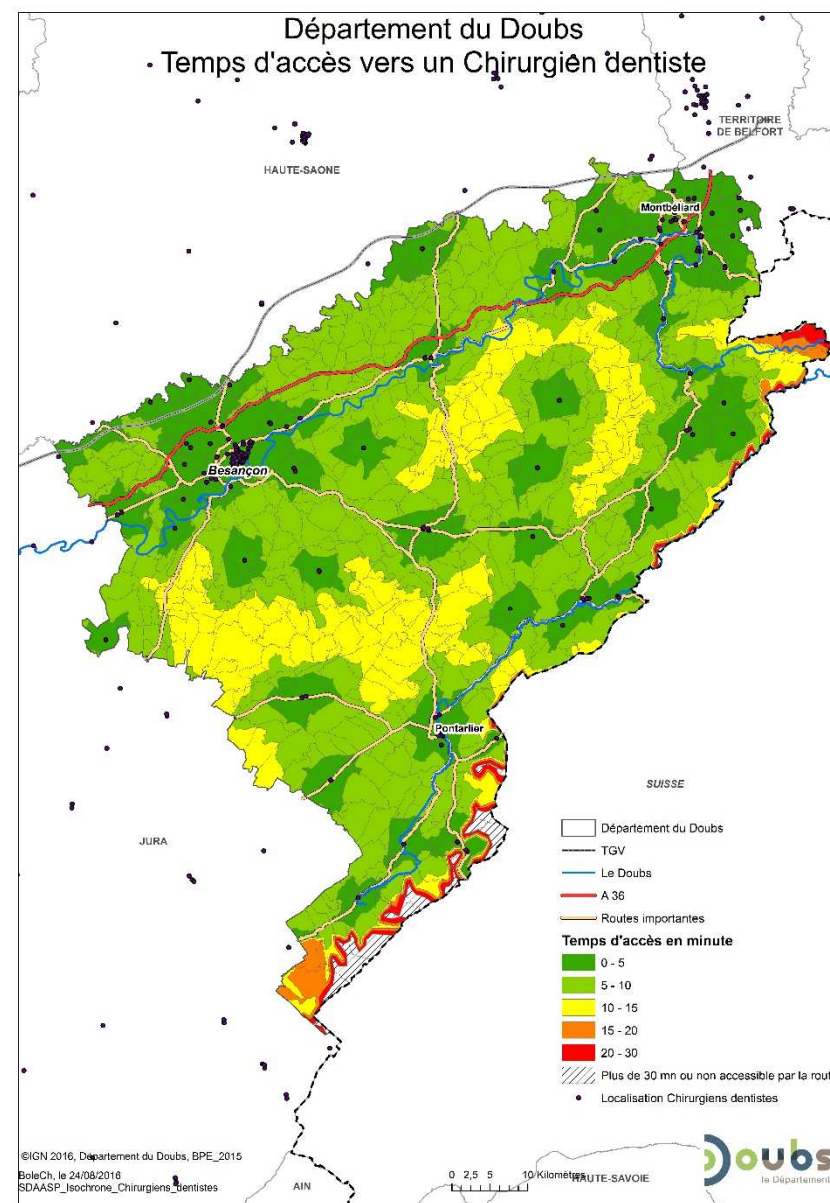 Département du Doubs
Temps d'accès vers un Chirurgien dentiste
TERRITOIRE
DE BELFORT
HAUTE-SAONE
Montbéliard
Besançon
Pontarlier
SUISSE
JURA
Département du Doubs
TGV
Le Doubs
A 36
Routes importantes
Temps d'accès en minute
0 - 5
5 - 10
10 - 15
15 - 20
20 - 30
Plus de 30 mn ou non accessible par la rout
Localisation Chirurgiens dentistes
©IGN 2016, Département du Doubs, BPE_2015
BoleCh, le 24/08/2016
SDAASP_Isochrone_Chirurgiens_dentistes
AIN
0 2,5 5 10 Kilomètres
HAUTE-SAVOIE
Doubs
le Département